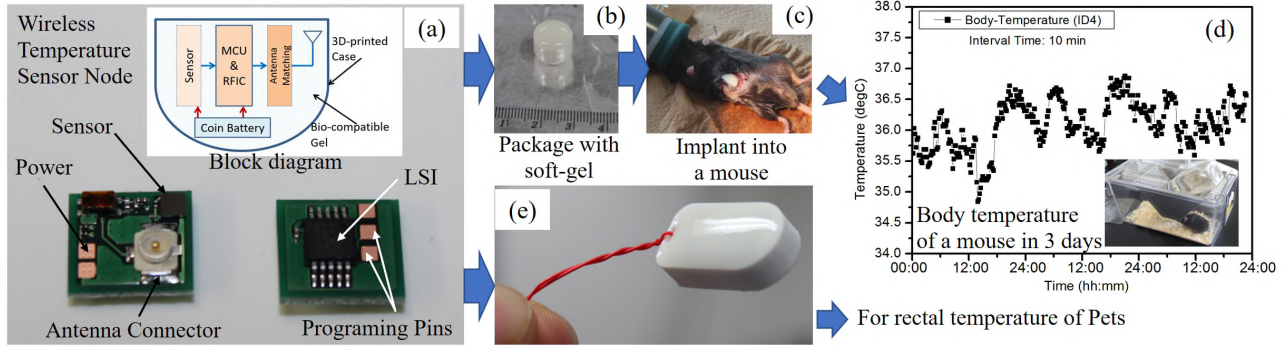 Wireless
Temperature
Sensor Node
(a)
Sensor
MCU
&
RFIC
Antenna
Matching
3D-printed
Case
Coin Battery
Bio-compatible
Gel
Block diagram
Sensor
Power
LSI
Antenna Connector
Programing Pins
(b)
1 2 3 4
Package with
soft-gel
(c)
Implant into
a mouse
(d)
Body-Temperature (ID4)
Interval Time: 10 min
Temperature (degC)
37.5
37.0
36.5
36.0
35.5
35.0
34.5
34.0
Body temperature
of a mouse in 3 days
00:00 12:00 24:00 12:00 24:00 12:00 24:00
Time (hh:mm)
(e)
For rectal temperature of Pets